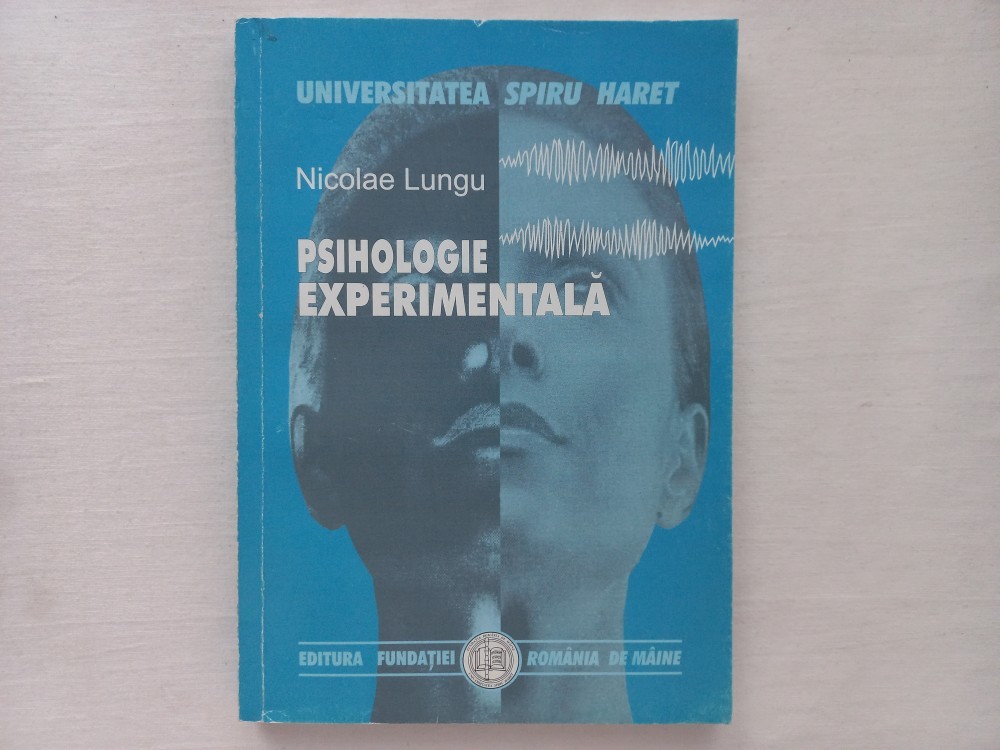 UNIVERSITATEA SPIRU HARET
Nicolae Lungu
PSIHOLOGIE
EXPERIMENTALĂ
EDITURA FUNDAȚIEI ROMÂNIA DE MÂINE